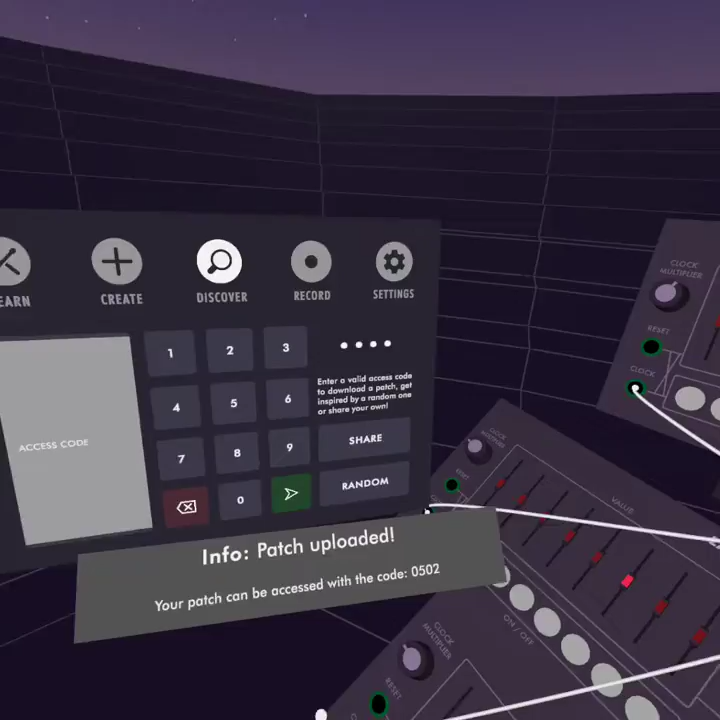 EARN
CREATE
DISCOVER
RECORD
SETTINGS
1
2
3
4
5
6
7
8
9
0
ACCESS CODE
Enter a valid access code
to download a patch, get
inspired by a random one
or share your own!
SHARE
RANDOM
Info: Patch uploaded!
Your patch can be accessed with the code: 0502
CLOCK
MULTIPLIER
RESET
CLOCK
CLOCK
MULTIPLIER
RESET
VALUE
ON / OFF
CLOCK
MULTIPLIER
RESET